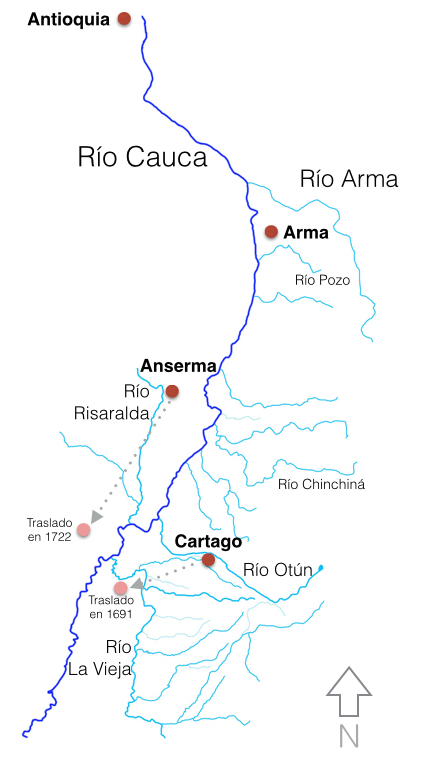 Antioquia
Río Cauca
Río Arma
Arma
Río Pozo
Anserma
Río
Risaralda
Río Chinchiná
Traslado
en 1722
Cartago
Río Otún
Traslado
en 1691
Río
La Vieja
N